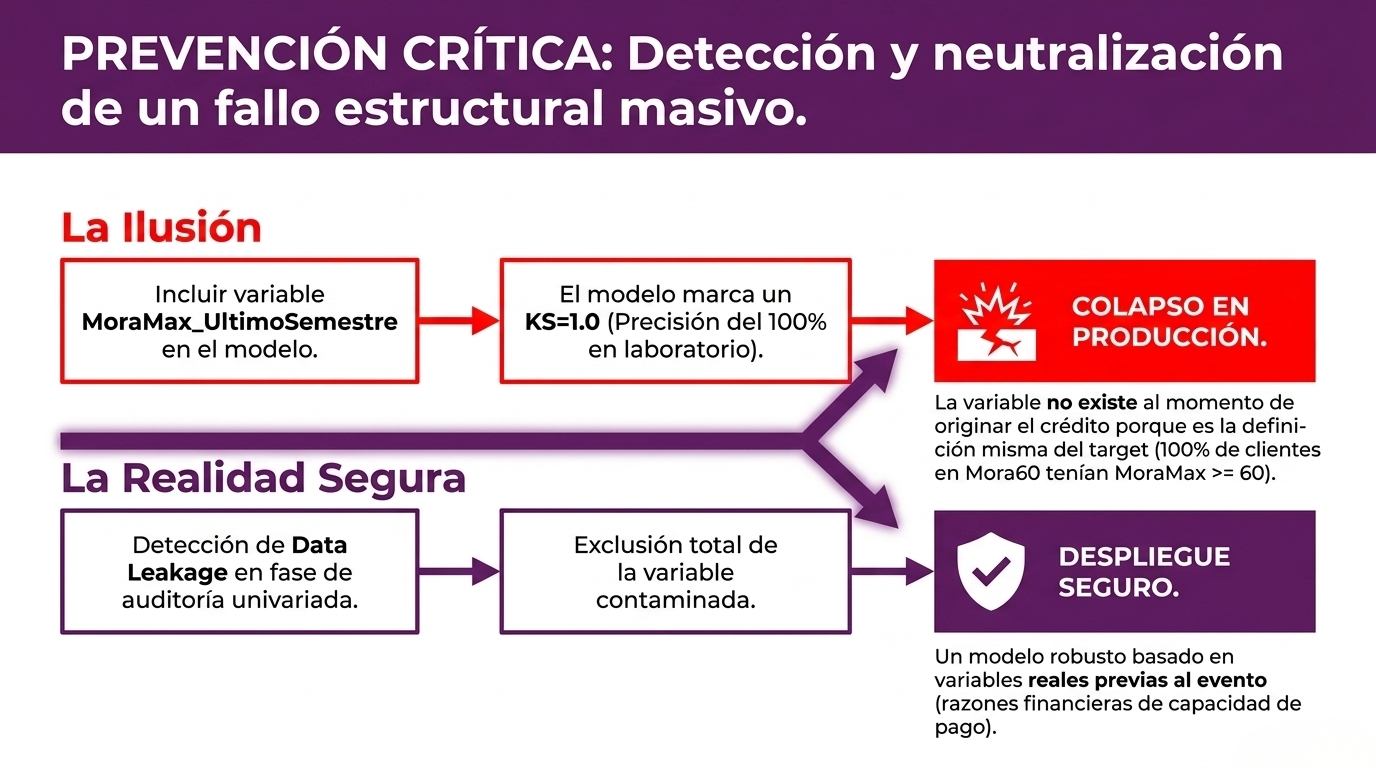 PREVENCIÓN CRÍTICA: Detección y neutralización
de un fallo estructural masivo.
La Ilusión
Incluir variable
MoraMax_UltimoSemestre
en el modelo.
El modelo marca un
KS=1.0 (Precisión del 100%
en laboratorio).
COLAPSO EN
PRODUCCIÓN.
La variable no existe al momento de
originar el crédito porque es la defini-
ción misma del target (100% de clientes
en Mora60 tenían MoraMax >= 60).
La Realidad Segura
Detección de Data
Leakage en fase de
auditoría univariada.
Exclusión total de
la variable
contaminada.
DESPLIEGUE
SEGURO.
Un modelo robusto basado en
variables reales previas al evento
(razones financieras de capacidad de
pago).